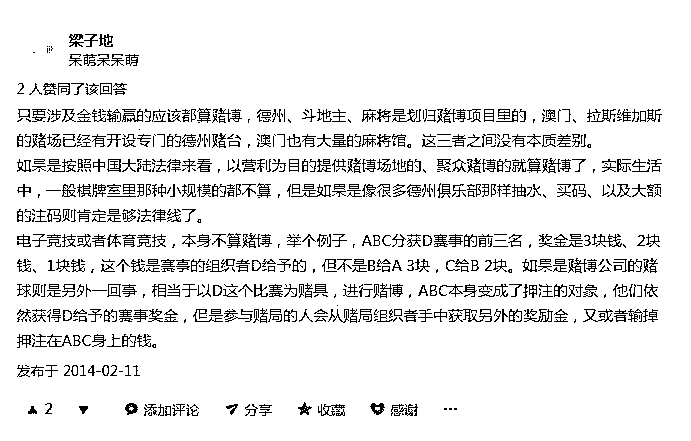 梁子地
呆萌呆呆萌
2 人赞同了该回答
只要涉及金钱输赢的应该都算赌博，德州、斗地主、麻将是划归赌博项目里的，澳门、拉斯维加斯
的赌场已经有开设专门的德州赌台，澳门也有大量的麻将馆。这三者之间没有本质差别。
如果是按照中国大陆法律来看，以营利为目的提供赌博场地的、聚众赌博的就算赌博了，实际生活
中，一般棋牌室里那种小规模的都不算，但是如果是像很多德州俱乐部那样抽水、买码、以及大额
的注码则肯定是够法律线了。
电子竞技或者体育竞技，本身不算赌博，举个例子，ABC分获D赛事的前三名，奖金是3块钱、2块
钱、1块钱，这个钱是赛事的组织者D给予的，但不是B给A 3块，C给B 2块。如果是赌博公司的赌
球则是另外一回事，相当于以D这个比赛为赌具，进行赌博，ABC本身变成了押注的对象，他们依
然获得D给予的赛事奖金，但是参与赌局的人会从赌局组织者手中获取另外的奖励金，又或者输掉
押注在ABC身上的钱。
发布于 2014-02-11
2 添加评论 分享 收藏 感谢 ···